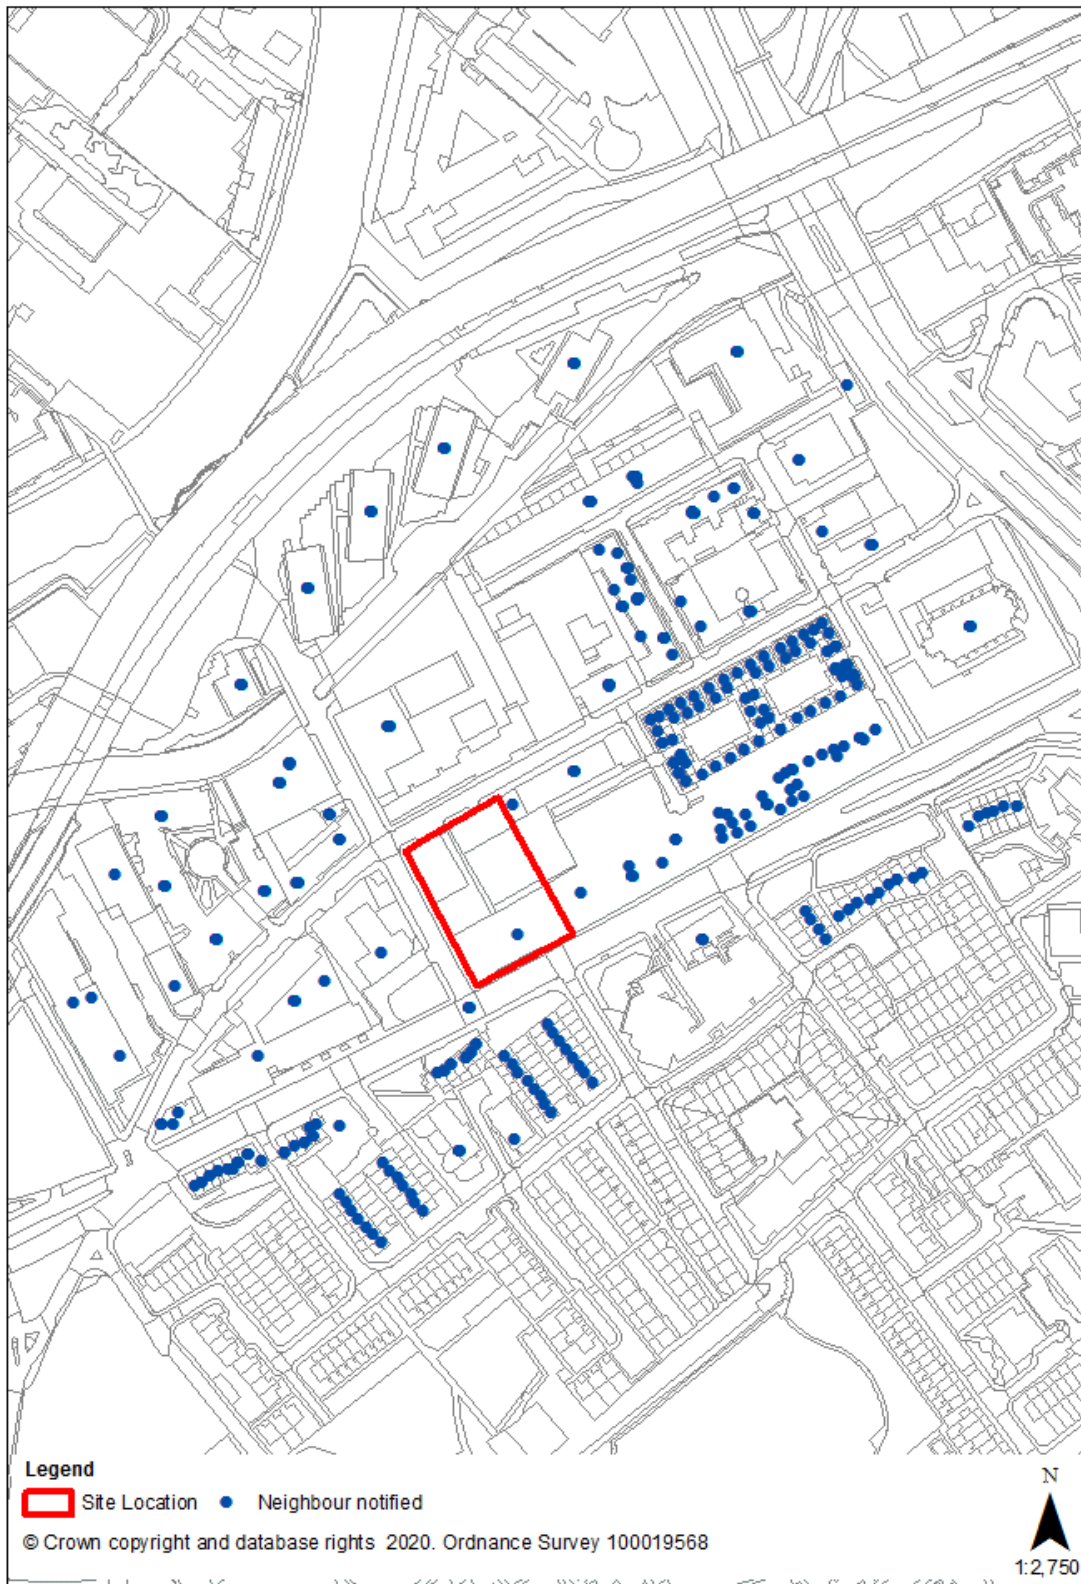 Legend
Site Location
Neighbour notified
© Crown copyright and database rights 2020. Ordnance Survey 100019568
N
1:2,750